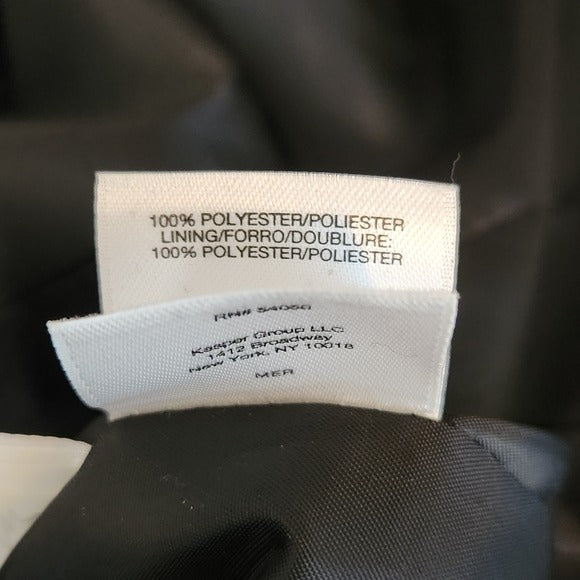 100% POLYESTER/POLIESTER
LINING/FORRO/DOUBLURE:
100% POLYESTER/POLIESTER
RN# 54050
Kasper Group LLC
1412 Broadway
New York, NY 10018
MER